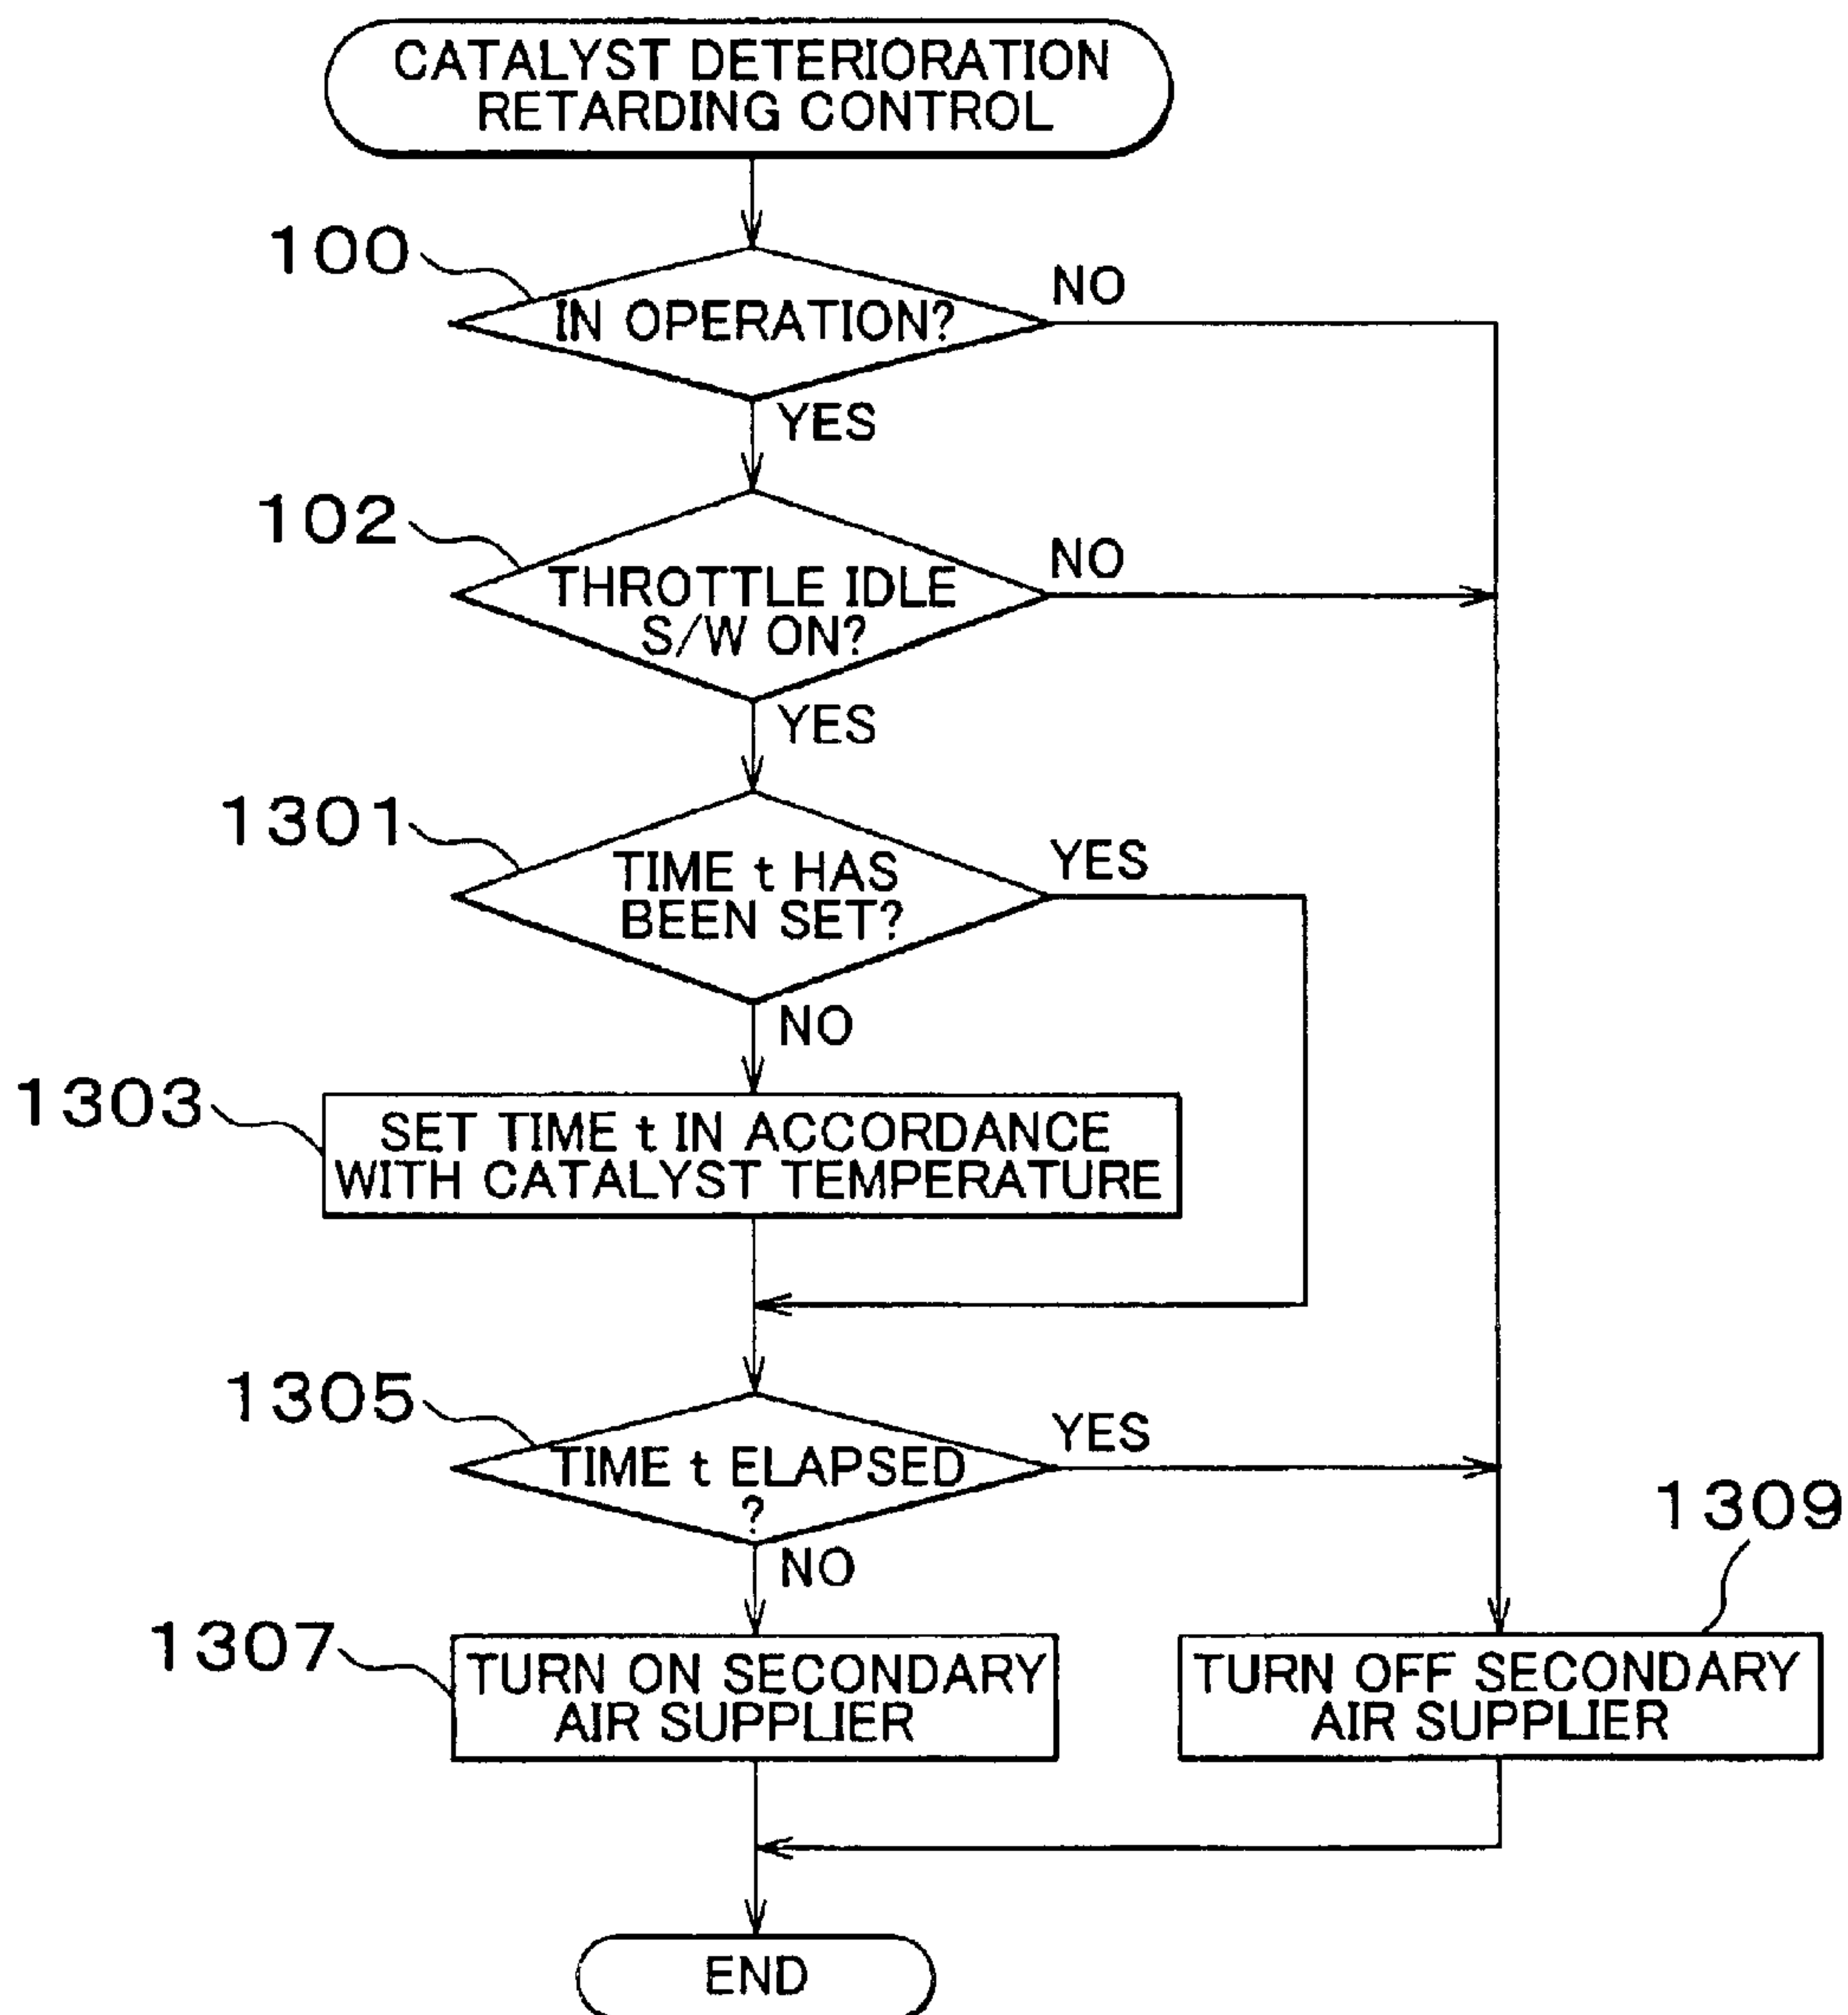 CATALYST DETERIORATION
RETARDING CONTROL
100
IN OPERATION?
NO
YES
102
THROTTLE IDLE
S/W ON?
NO
YES
1301
TIME t HAS
BEEN SET?
YES
NO
1303
SET TIME t IN ACCORDANCE
WITH CATALYST TEMPERATURE
1305
TIME t ELAPSED
?
YES
NO
1307
TURN ON SECONDARY
AIR SUPPLIER
1309
TURN OFF SECONDARY
AIR SUPPLIER
END